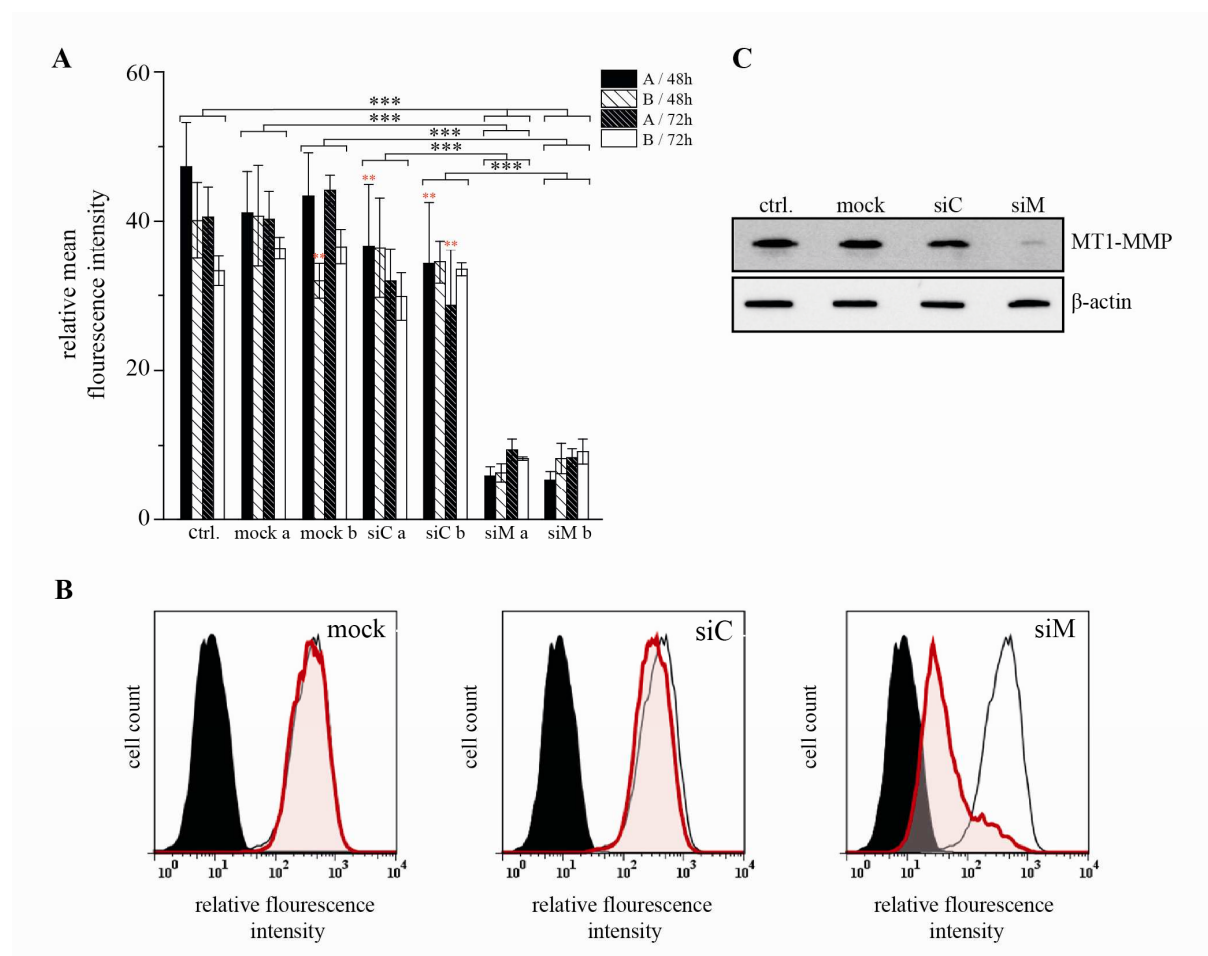 A
60
40
20
0
relative mean
flourescence intensity
***
***
***
***
***
**
**
**
**
A / 48h
B / 48h
A / 72h
B / 72h
ctrl.
mock a
mock b
siC a
siC b
siM a
siM b
C
ctrl.
mock
siC
siM
MT1-MMP
β-actin
B
mock
cell count
10⁰
10¹
10²
10³
10⁴
relative flourescence
intensity
siC
cell count
10⁰
10¹
10²
10³
10⁴
relative flourescence
intensity
siM
cell count
10⁰
10¹
10²
10³
10⁴
relative flourescence
intensity